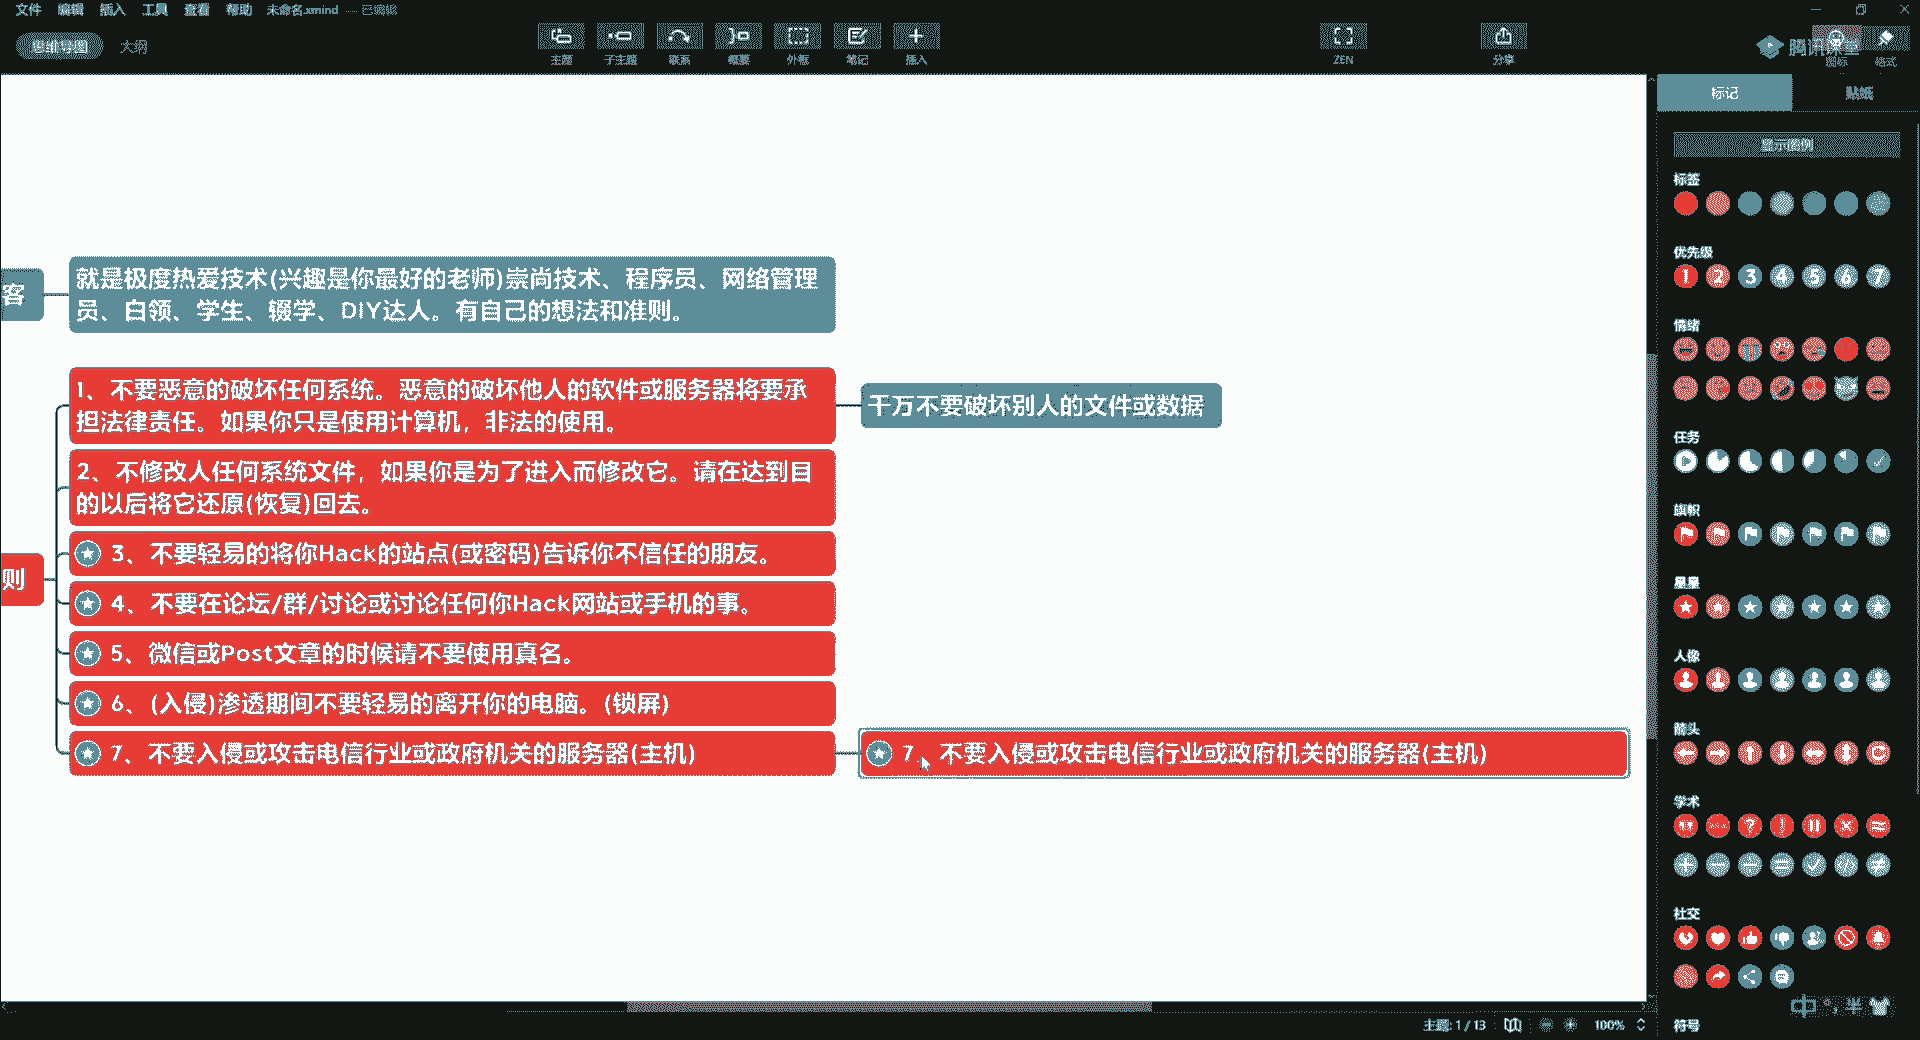 文件 编辑 插入 工具 查看 帮助 未命名.xmind — 已编辑
思维导图 大纲
主题 子主题 联系 概要 外框 笔记 插入 ZEN 分享 图标 格式
腾讯课堂
标记 贴纸
显示图例
标签
优先级
1 2 3 4 5 6 7
情绪
任务
旗帜
星星
人像
箭头
学术
社交
符号
客
就是极度热爱技术(兴趣是你最好的老师)崇尚技术、程序员、网络管理
员、白领、学生、辍学、DIY达人。有自己的想法和准则。
则
1、不要恶意的破坏任何系统。恶意的破坏他人的软件或服务器将要承
担法律责任。如果你只是使用计算机，非法的使用。
千万不要破坏别人的文件或数据
2、不修改人任何系统文件，如果你是为了进入而修改它。请在达到目
的以后将它还原(恢复)回去。
3、不要轻易的将你Hack的站点(或密码)告诉你不信任的朋友。
4、不要在论坛/群/讨论或讨论任何你Hack网站或手机的事。
5、微信或Post文章的时候请不要使用真名。
6、(入侵)渗透期间不要轻易的离开你的电脑。(锁屏)
7、不要入侵或攻击电信行业或政府机关的服务器(主机)
7、不要入侵或攻击电信行业或政府机关的服务器(主机)
中 半
主题: 1 / 13 100%